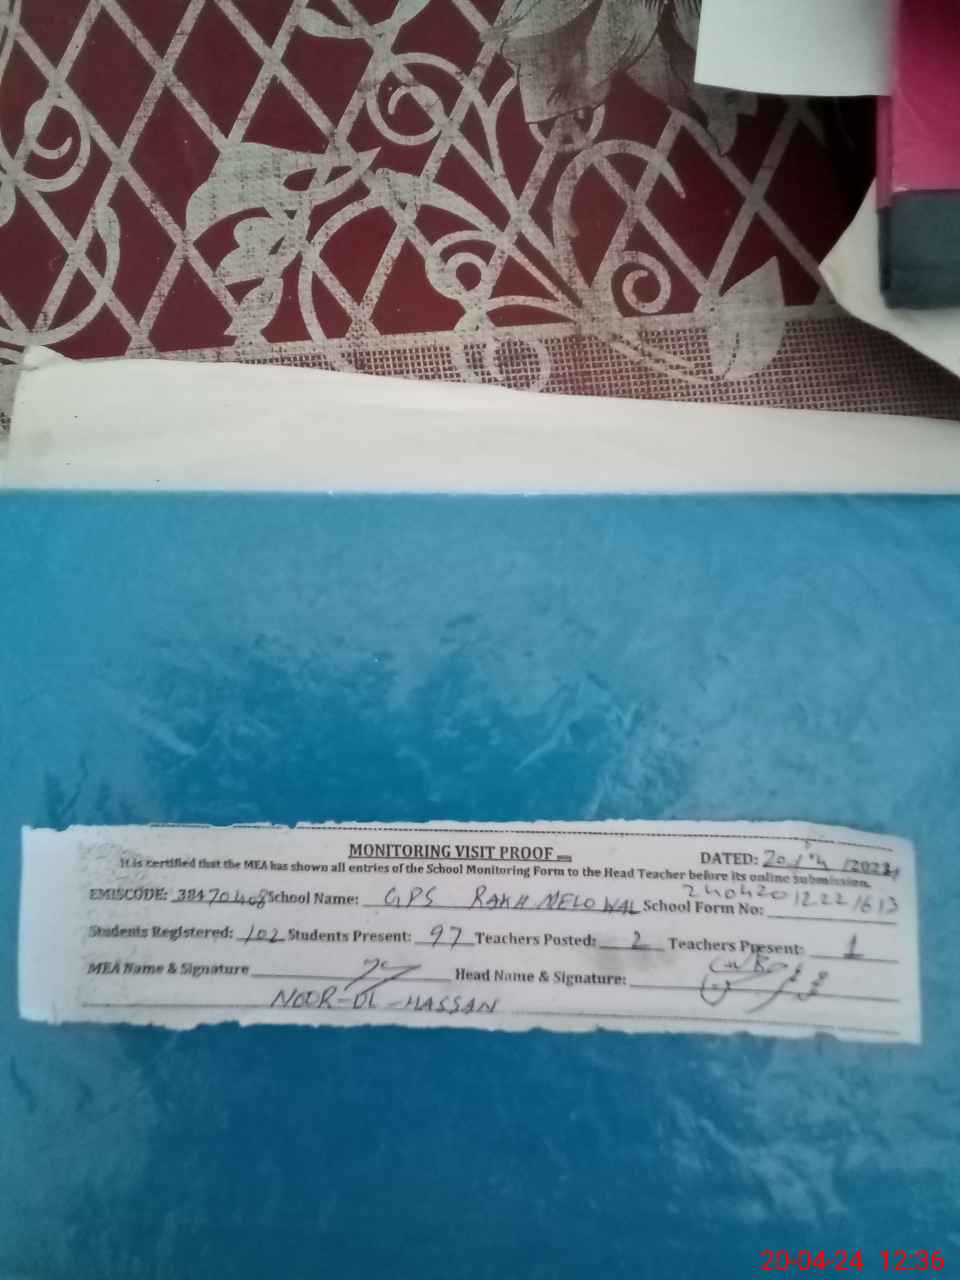 MONITORING VISIT PROOF
DATED: 20/4/202
It is certified that the MEA has shown all entries of the School Monitoring Form to the Head Teacher before its online submission.
EMISCODE: 38470408 School Name: GPS RAKH MELOWAL School Form No: 24042012221613
Students Registered: 102 Students Present: 97 Teachers Posted: 2 Teachers Present: 1
MEA Name & Signature Head Name & Signature:
NOOR-UL-HASSAN
20-04-24 12:36